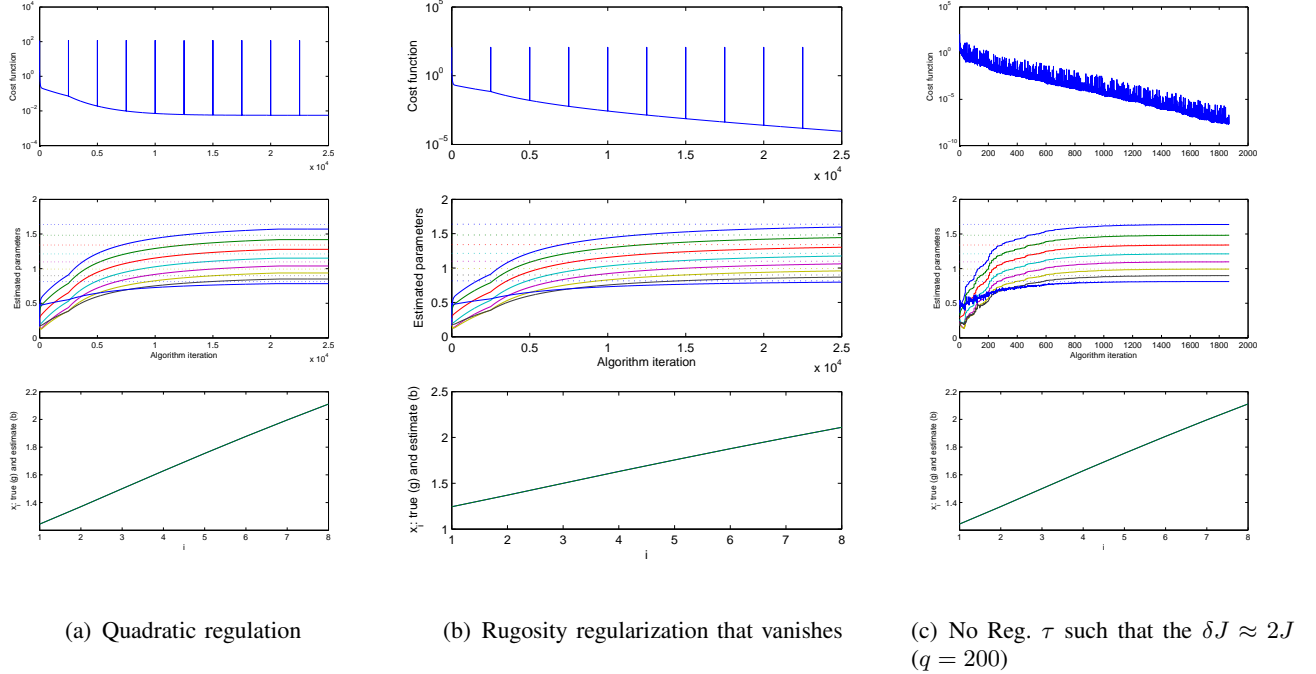 Cost function
10^4
10^2
10^0
10^-2
10^-4
0 0.5 1 1.5 2 2.5
x 10^4
Estimated parameters
2
1.5
1
0.5
0
0 0.5 1 1.5 2 2.5
Algorithm iteration
x 10^4
x_i: true (g) and estimate (b)
2.2
2
1.8
1.6
1.4
1 2 3 4 5 6 7 8
i
(a) Quadratic regulation
Cost function
10^5
10^0
10^-5
0 0.5 1 1.5 2 2.5
x 10^4
Estimated parameters
2
1.5
1
0.5
0
0 0.5 1 1.5 2 2.5
Algorithm iteration
x 10^4
x_i: true (g) and estimate (b)
2.5
2
1.5
1
1 2 3 4 5 6 7 8
i
(b) Rugosity regularization that vanishes
Cost function
10^5
10^0
10^-5
10^-10
0 200 400 600 800 1000 1200 1400 1600 1800 2000
Estimated parameters
2
1.5
1
0.5
0
0 200 400 600 800 1000 1200 1400 1600 1800 2000
Algorithm iteration
x_i: true (g) and estimate (b)
2.2
2
1.8
1.6
1.4
1 2 3 4 5 6 7 8
i
(c) No Reg. τ such that the δJ ≈ 2J
(q = 200)